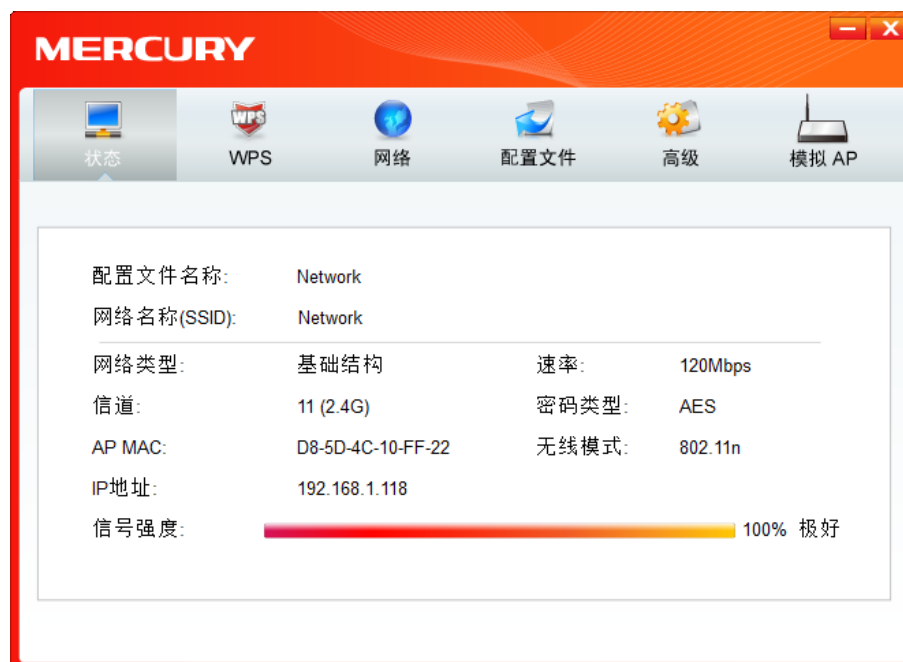 MERCURY
状态 WPS 网络 配置文件 高级 模拟 AP
配置文件名称: Network
网络名称(SSID): Network
网络类型: 基础结构 速率: 120Mbps
信道: 11 (2.4G) 密码类型: AES
AP MAC: D8-5D-4C-10-FF-22 无线模式: 802.11n
IP地址: 192.168.1.118
信号强度: 100% 极好